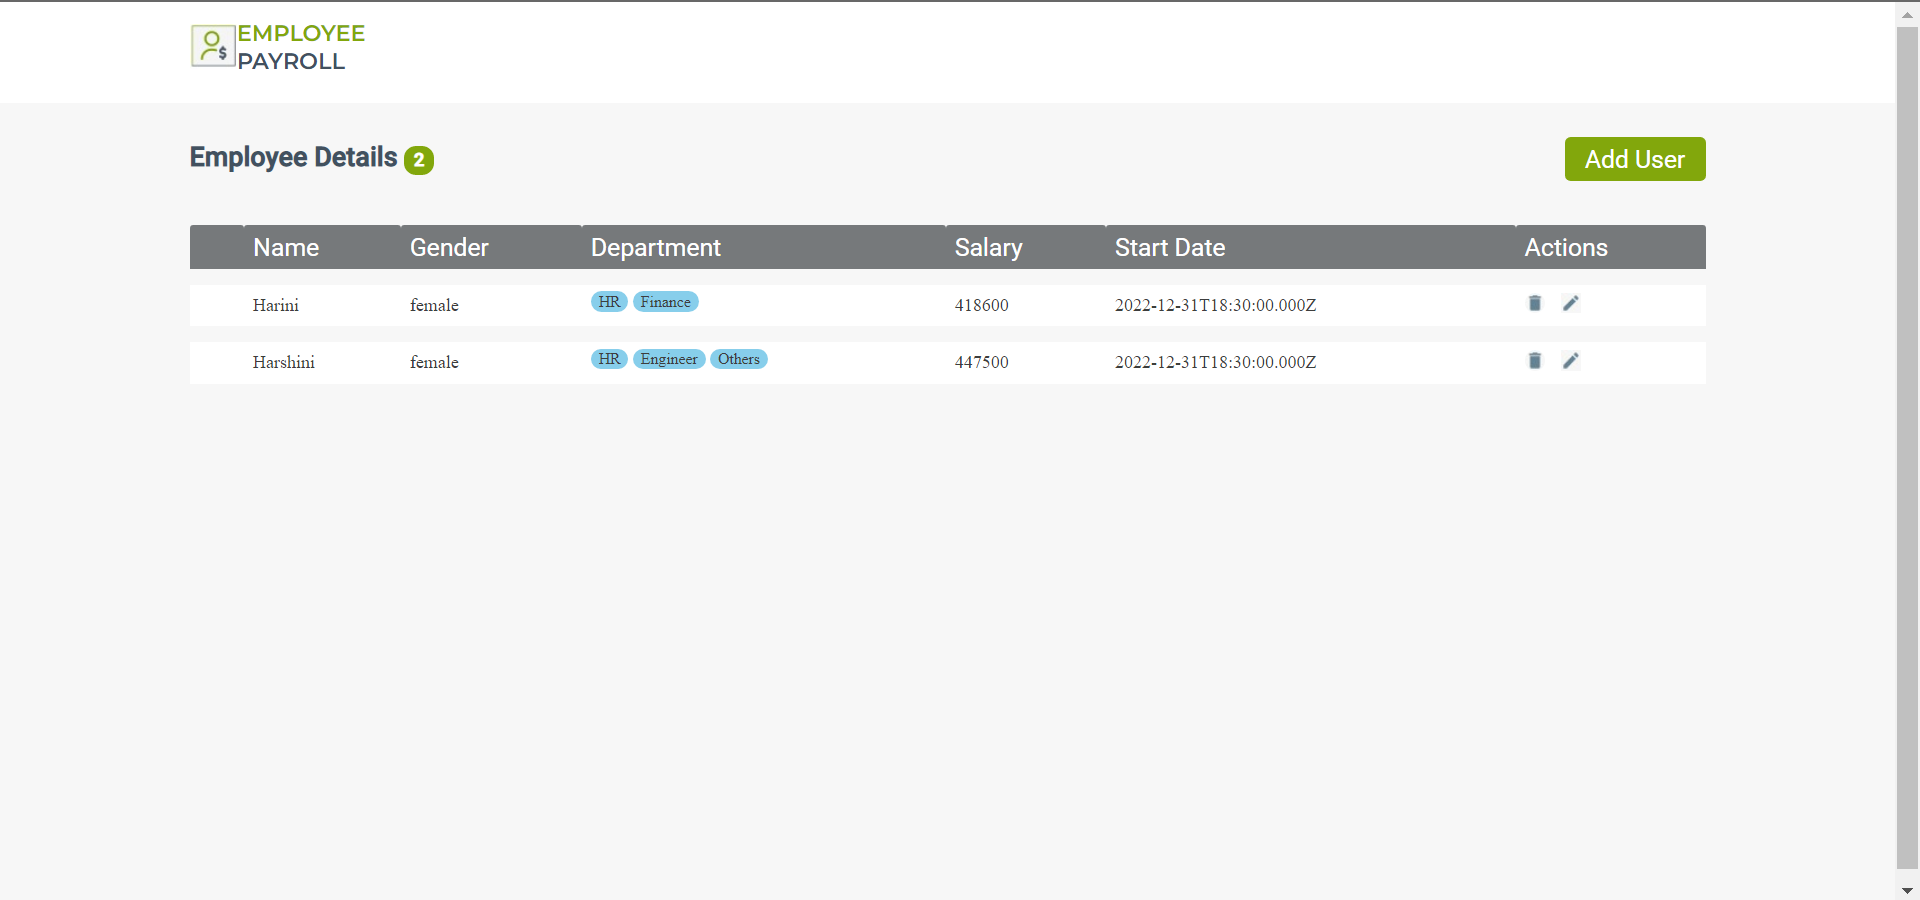 EMPLOYEE
PAYROLL
Employee Details 2
Add User
Name Gender Department Salary Start Date Actions
Harini female HR Finance 418600 2022-12-31T18:30:00.000Z
Harshini female HR Engineer Others 447500 2022-12-31T18:30:00.000Z